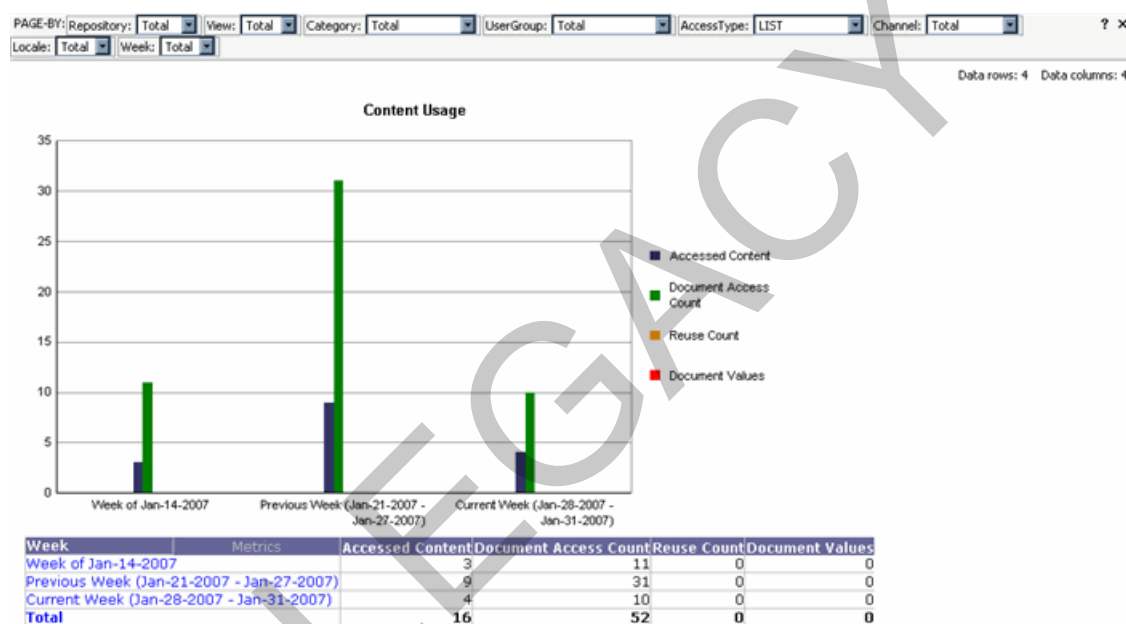 PAGE-BY: Repository: Total View: Total Category: Total UserGroup: Total AccessType: LIST Channel: Total ? ×
Locale: Total Week: Total
Data rows: 4 Data columns: 4
Content Usage
35
30
25
20
15
10
5
0
Accessed Content
Document Access
Count
Reuse Count
Document Values
Week of Jan-14-2007
Previous Week (Jan-21-2007 -
Jan-27-2007)
Current Week (Jan-28-2007 -
Jan-31-2007)
Week Metrics Accessed Content Document Access Count Reuse Count Document Values
Week of Jan-14-2007 3 11 0 0
Previous Week (Jan-21-2007 - Jan-27-2007) 9 31 0 0
Current Week (Jan-28-2007 - Jan-31-2007) 4 10 0 0
Total 16 52 0 0
LEGACY